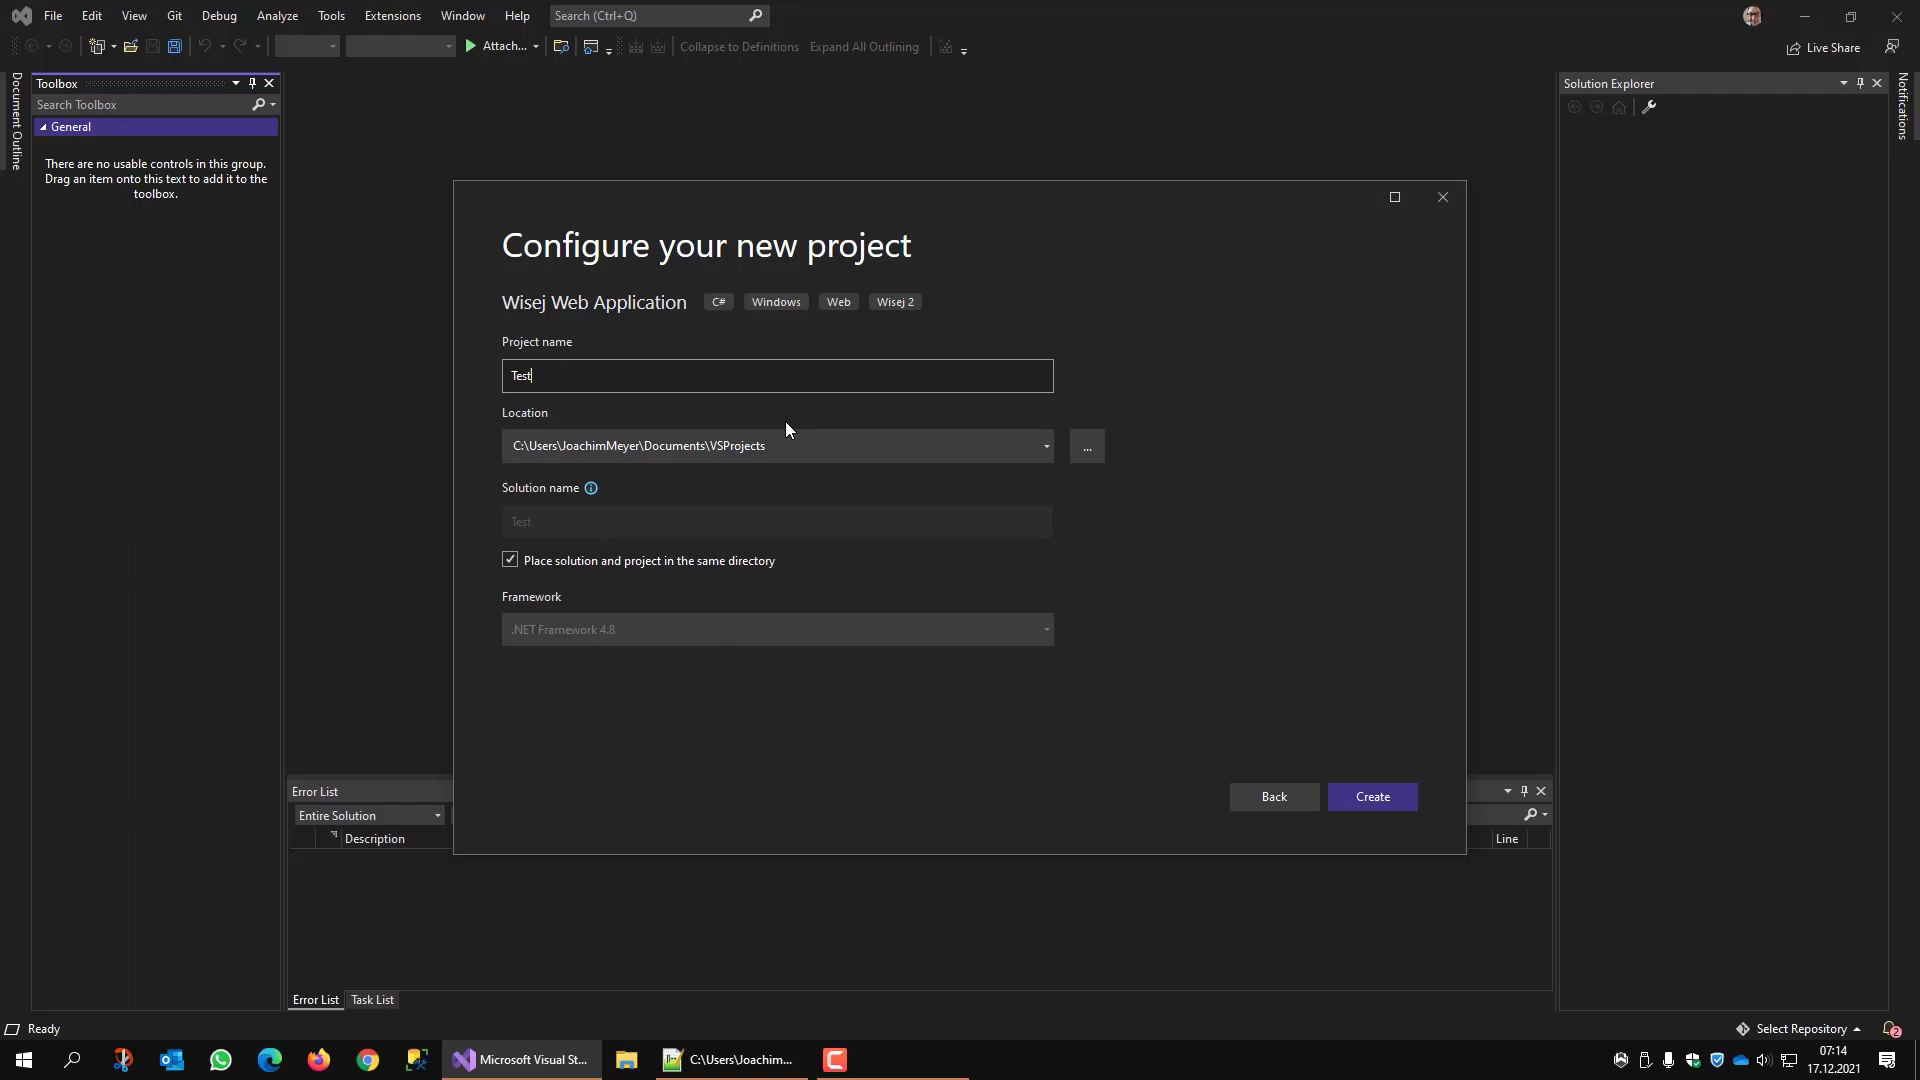 File Edit View Git Debug Analyze Tools Extensions Window Help Search (Ctrl+Q)
Attach... Collapse to Definitions Expand All Outlining Live Share
Document Outline
Toolbox
Search Toolbox
General
There are no usable controls in this group.
Drag an item onto this text to add it to the
toolbox.
Configure your new project
Wisej Web Application C# Windows Web Wisej 2
Project name
Test
Location
C:\Users\JoachimMeyer\Documents\VSProjects
...
Solution name
Test
Place solution and project in the same directory
Framework
.NET Framework 4.8
Back Create
Solution Explorer
Notifications
Error List
Entire Solution
Description
Line
Error List Task List
Ready
Select Repository
2
Microsoft Visual St...
C:\Users\Joachim...
07:14
17.12.2021